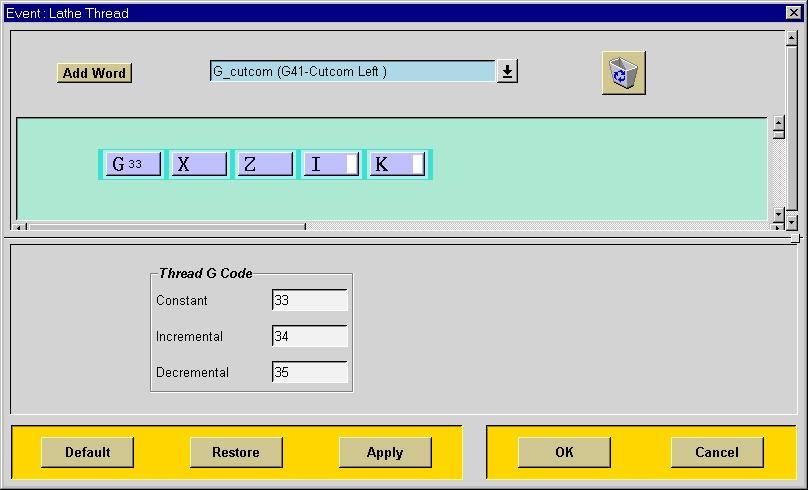 Event : Lathe Thread
Add Word
G_cutcom (G41-Cutcom Left )
G 33 X Z I K
Thread G Code
Constant 33
Incremental 34
Decremental 35
Default Restore Apply OK Cancel